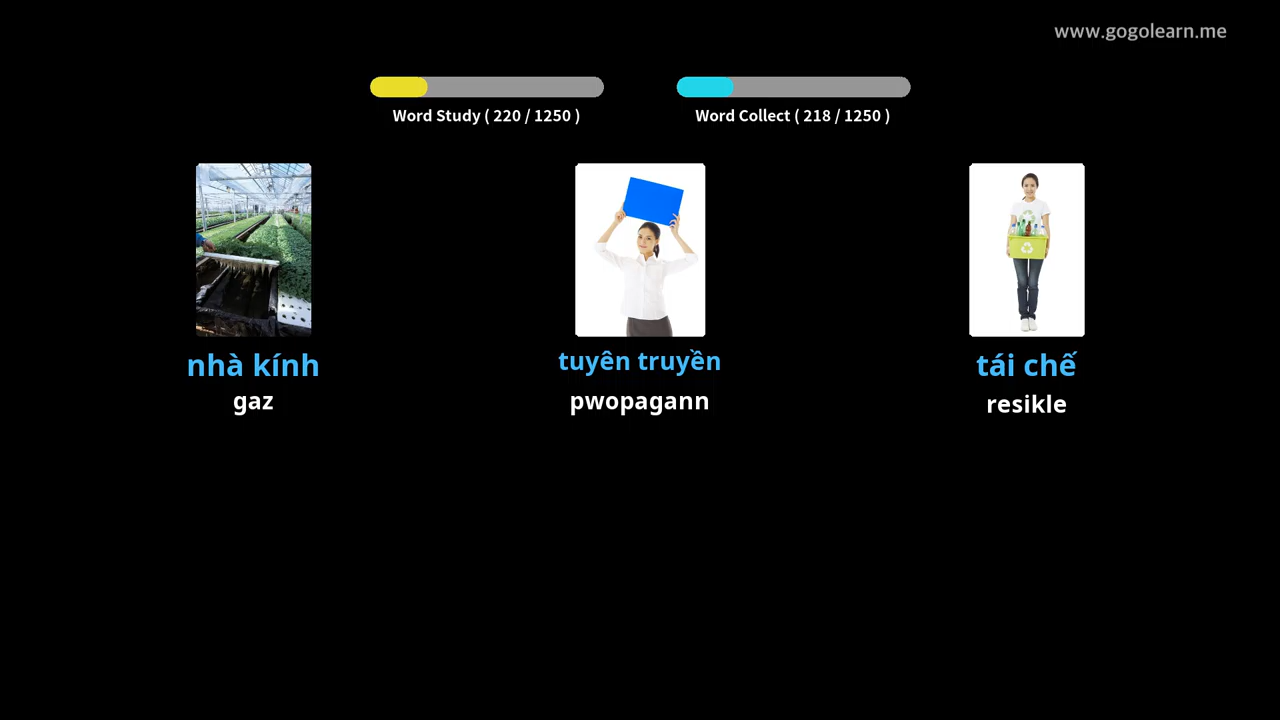 www.gogolearn.me
Word Study ( 220 / 1250 )
Word Collect ( 218 / 1250 )
nhà kính
gaz
tuyên truyền
pwopagann
tái chế
resikle